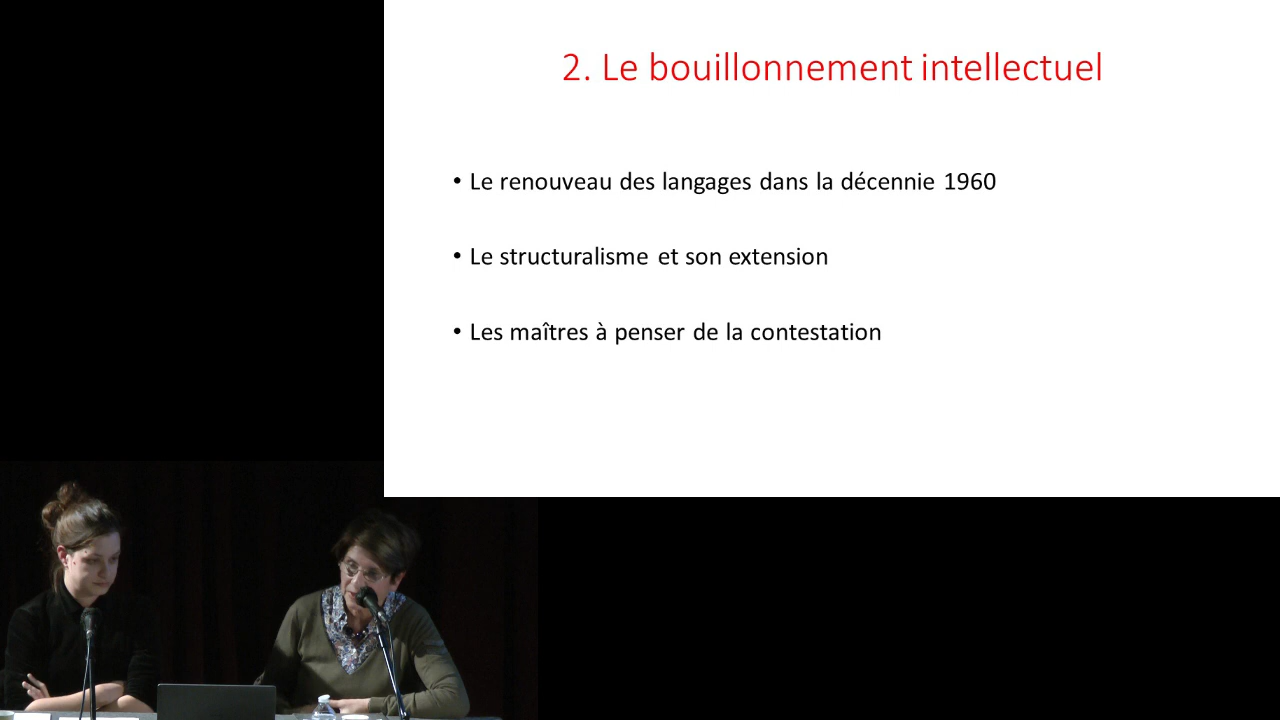 2. Le bouillonnement intellectuel
• Le renouveau des langages dans la décennie 1960
• Le structuralisme et son extension
• Les maîtres à penser de la contestation